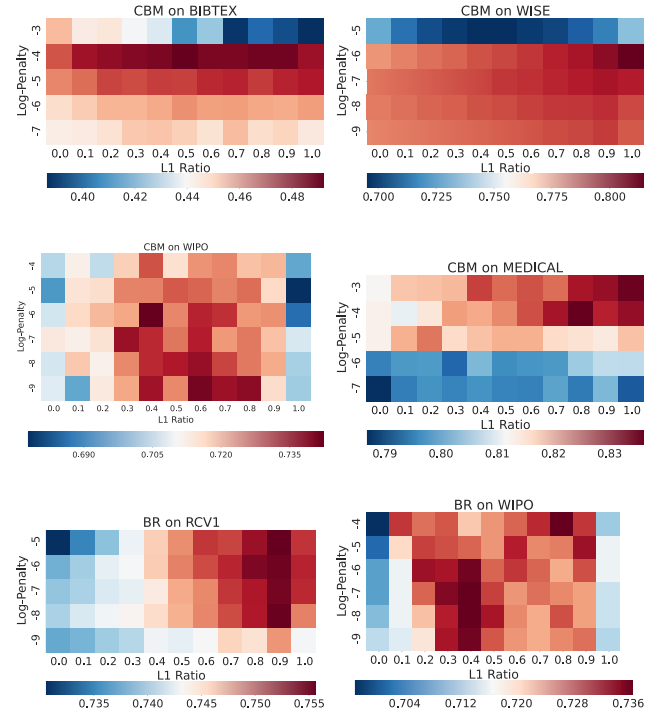 CBM on BIBTEX
Log-Penalty
-3
-4
-5
-6
-7
0.0 0.1 0.2 0.3 0.4 0.5 0.6 0.7 0.8 0.9 1.0
L1 Ratio
0.40 0.42 0.44 0.46 0.48
CBM on WISE
Log-Penalty
-5
-6
-7
-8
-9
0.0 0.1 0.2 0.3 0.4 0.5 0.6 0.7 0.8 0.9 1.0
L1 Ratio
0.700 0.725 0.750 0.775 0.800
CBM on WIPO
Log-Penalty
-4
-5
-6
-7
-8
-9
0.0 0.1 0.2 0.3 0.4 0.5 0.6 0.7 0.8 0.9 1.0
L1 Ratio
0.690 0.705 0.720 0.735
CBM on MEDICAL
Log-Penalty
-3
-4
-5
-6
-7
0.0 0.1 0.2 0.3 0.4 0.5 0.6 0.7 0.8 0.9 1.0
L1 Ratio
0.79 0.80 0.81 0.82 0.83
BR on RCV1
Log-Penalty
-5
-6
-7
-8
-9
0.0 0.1 0.2 0.3 0.4 0.5 0.6 0.7 0.8 0.9 1.0
L1 Ratio
0.735 0.740 0.745 0.750 0.755
BR on WIPO
Log-Penalty
-4
-5
-6
-7
-8
-9
0.0 0.1 0.2 0.3 0.4 0.5 0.6 0.7 0.8 0.9 1.0
L1 Ratio
0.704 0.712 0.720 0.728 0.736